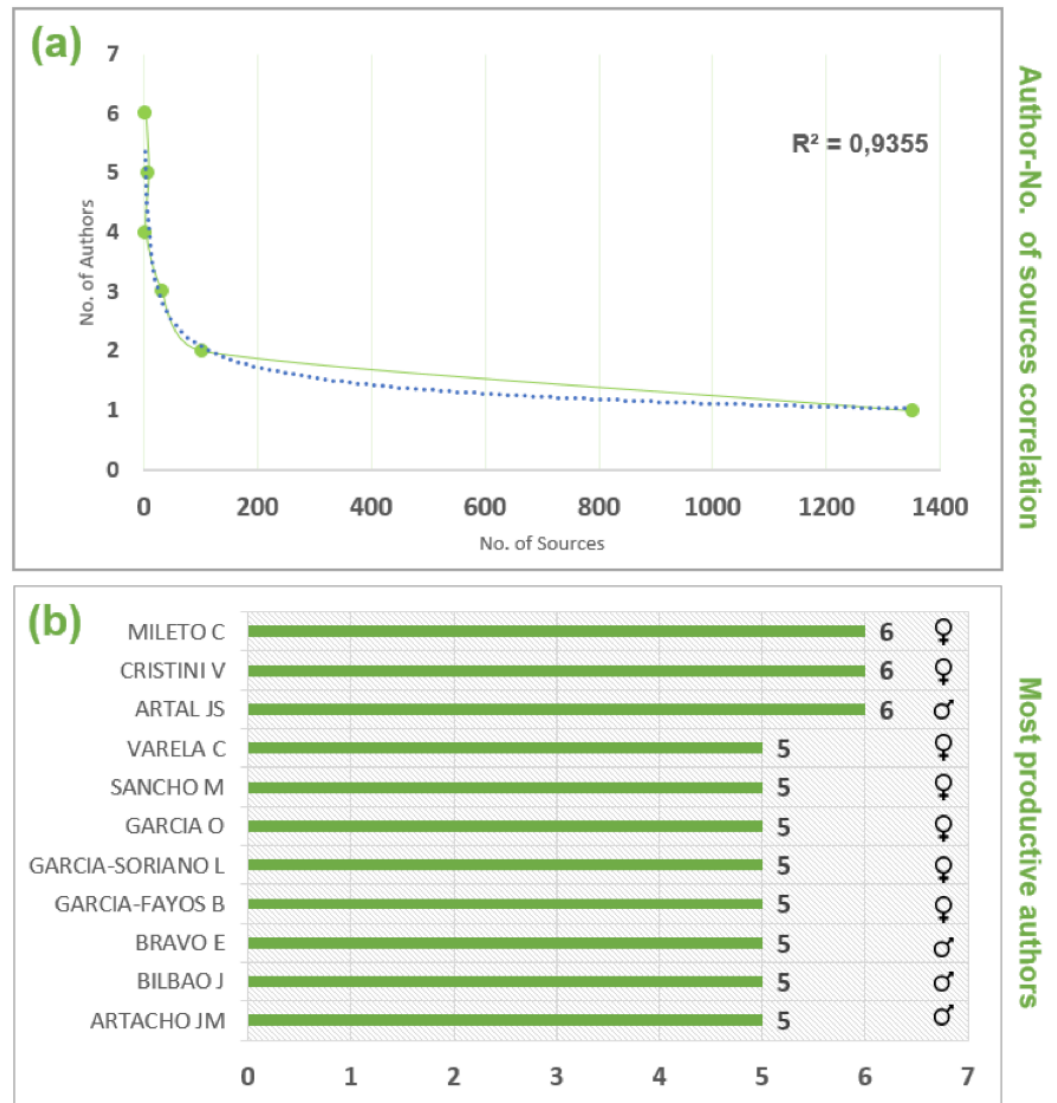 (a)
7
6
5
4
3
2
1
0
No. of Authors
R² = 0,9355
0 200 400 600 800 1000 1200 1400
No. of Sources
Author-No. of sources correlation
(b)
MILETO C 6 ♀
CRISTINI V 6 ♀
ARTAL JS 6 ♂
VARELA C 5 ♀
SANCHO M 5 ♀
GARCIA O 5 ♀
GARCIA-SORIANO L 5 ♀
GARCIA-FAYOS B 5 ♀
BRAVO E 5 ♂
BILBAO J 5 ♂
ARTACHO JM 5 ♂
0 1 2 3 4 5 6 7
Most productive authors